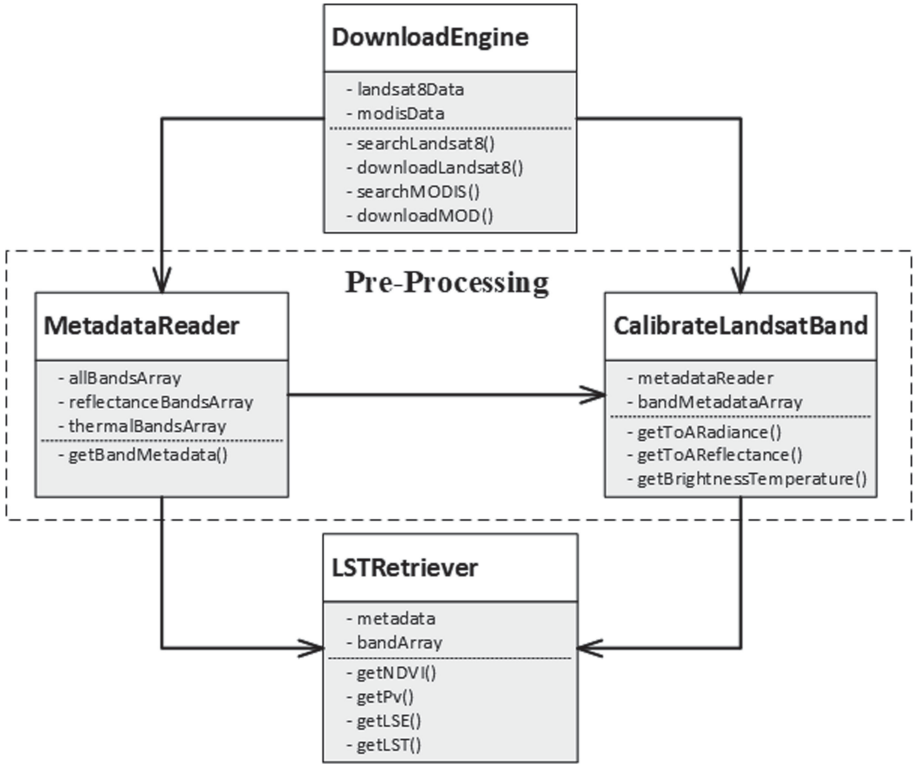 DownloadEngine
- landsat8Data
- modisData
- searchLandsat8()
- downloadLandsat8()
- searchMODIS()
- downloadMOD()
Pre-Processing
MetadataReader
- allBandsArray
- reflectanceBandsArray
- thermalBandsArray
- getBandMetadata()
CalibrateLandsatBand
- metadataReader
- bandMetadataArray
- getToARadiance()
- getToAReflectance()
- getBrightnessTemperature()
LSTRetriever
- metadata
- bandArray
- getNDVI()
- getPv()
- getLSE()
- getLST()